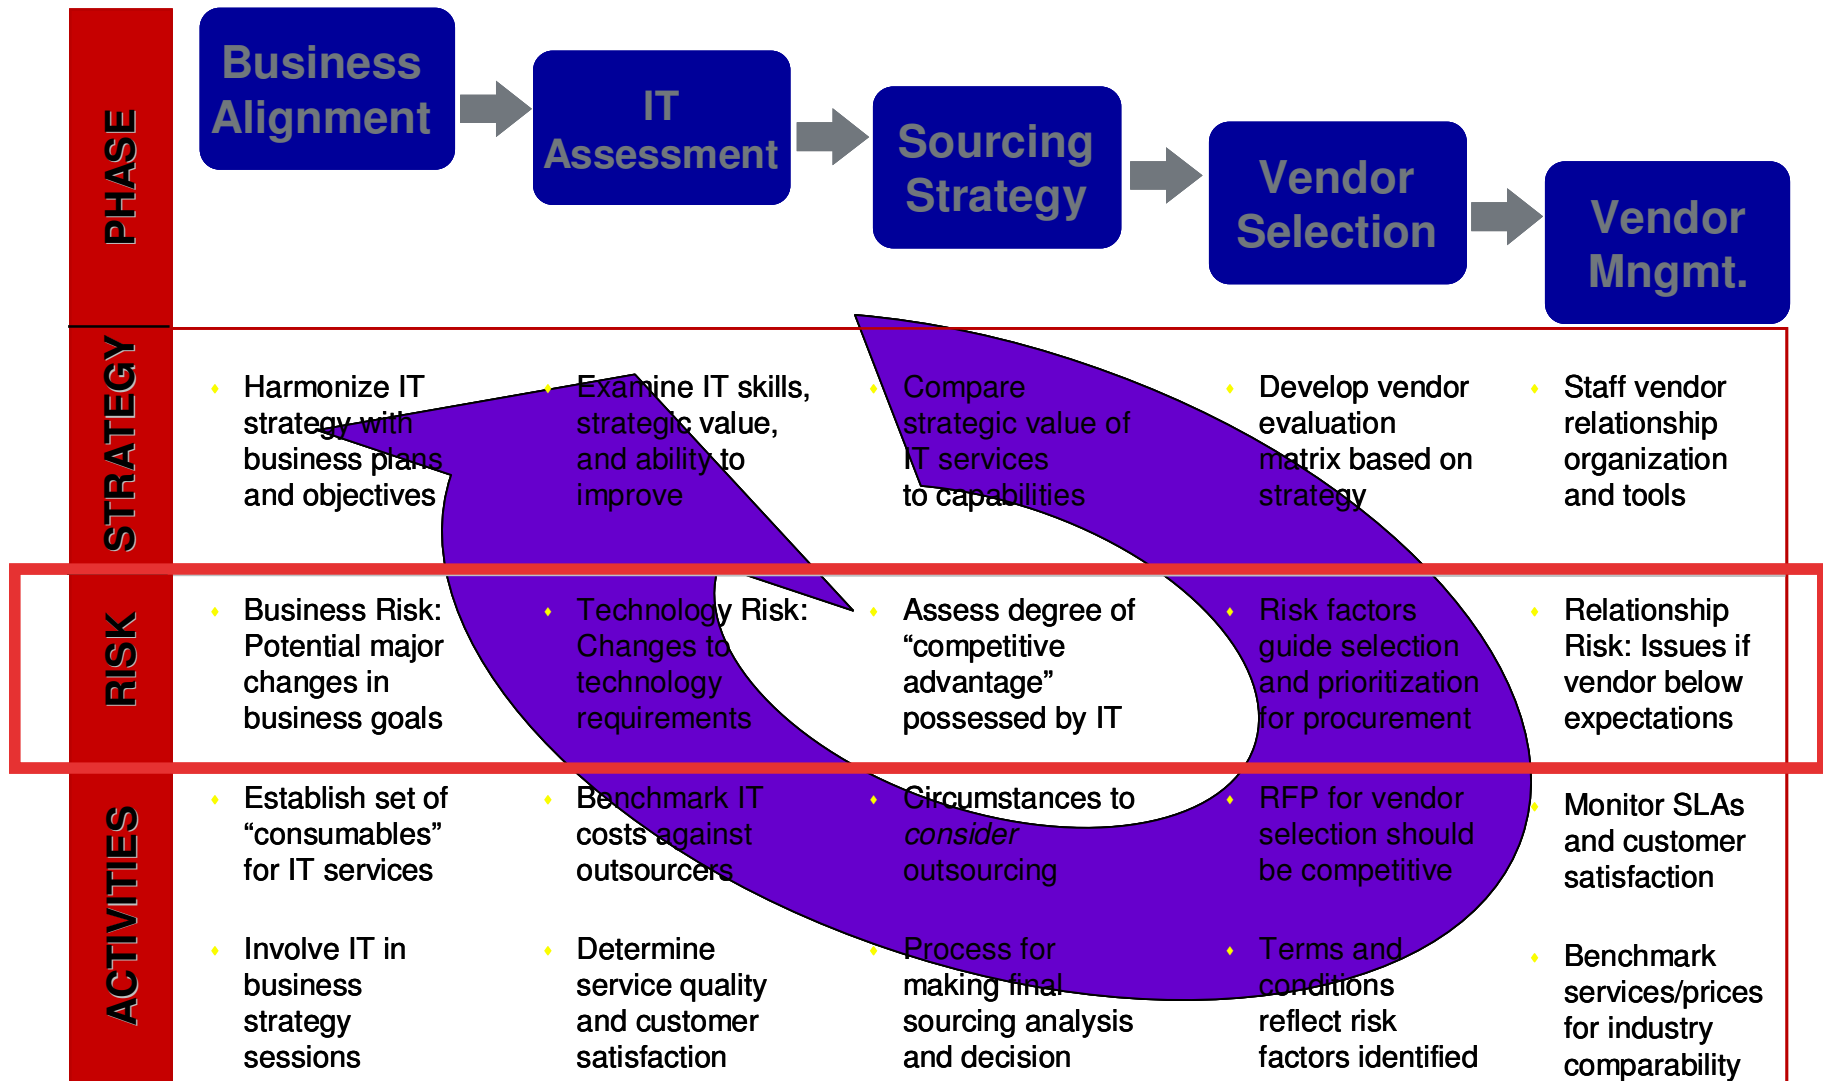 PHASE
Business
Alignment
IT
Assessment
Sourcing
Strategy
Vendor
Selection
Vendor
Mngmt.
STRATEGY
Harmonize IT
strategy with
business plans
and objectives
Examine IT skills,
strategic value,
and ability to
improve
Compare
strategic value of
IT services
to capabilities
Develop vendor
evaluation
matrix based on
strategy
Staff vendor
relationship
organization
and tools
RISK
Business Risk:
Potential major
changes in
business goals
Technology Risk:
Changes to
technology
requirements
Assess degree of
“competitive
advantage”
possessed by IT
Risk factors
guide selection
and prioritization
for procurement
Relationship
Risk: Issues if
vendor below
expectations
ACTIVITIES
Establish set of
“consumables”
for IT services
Benchmark IT
costs against
outsourcers
Circumstances to
consider
outsourcing
RFP for vendor
selection should
be competitive
Monitor SLAs
and customer
satisfaction
Involve IT in
business
strategy
sessions
Determine
service quality
and customer
satisfaction
Process for
making final
sourcing analysis
and decision
Terms and
conditions
reflect risk
factors identified
Benchmark
services/prices
for industry
comparability